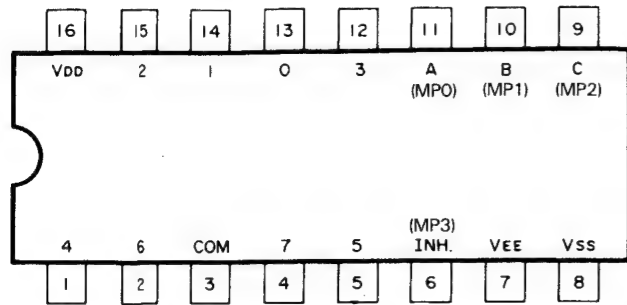 16 15 14 13 12 11 10 9
VDD 2 1 0 3 A B C
(MP0) (MP1) (MP2)
(MP3)
4 6 COM 7 5 INH. VEE VSS
1 2 3 4 5 6 7 8